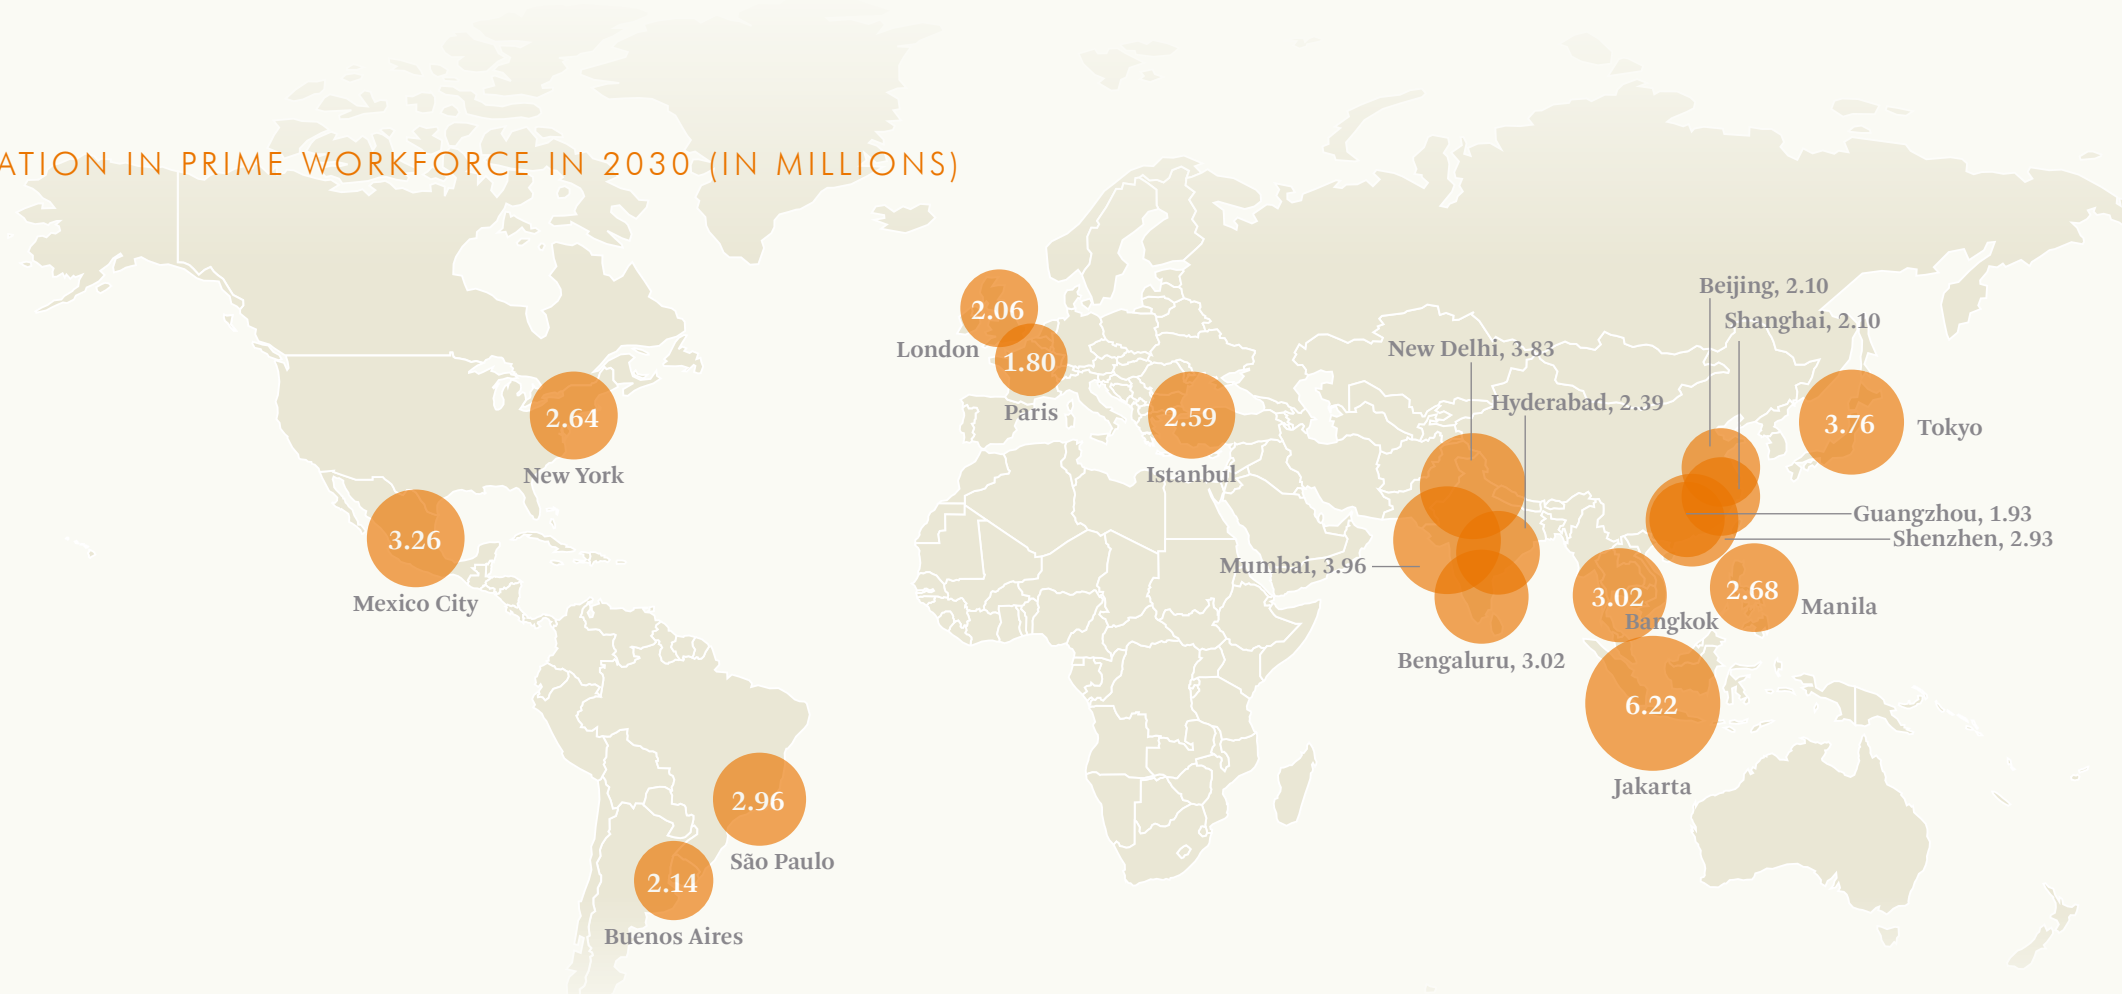 ATION IN PRIME WORKFORCE IN 2030 (IN MILLIONS)
2.06
London
1.80
Paris
2.64
New York
2.59
Istanbul
3.26
Mexico City
2.96
São Paulo
2.14
Buenos Aires
New Delhi, 3.83
Hyderabad, 2.39
Mumbai, 3.96
Bengaluru, 3.02
Beijing, 2.10
Shanghai, 2.10
3.76
Tokyo
Guangzhou, 1.93
Shenzhen, 2.93
3.02
Bangkok
2.68
Manila
6.22
Jakarta